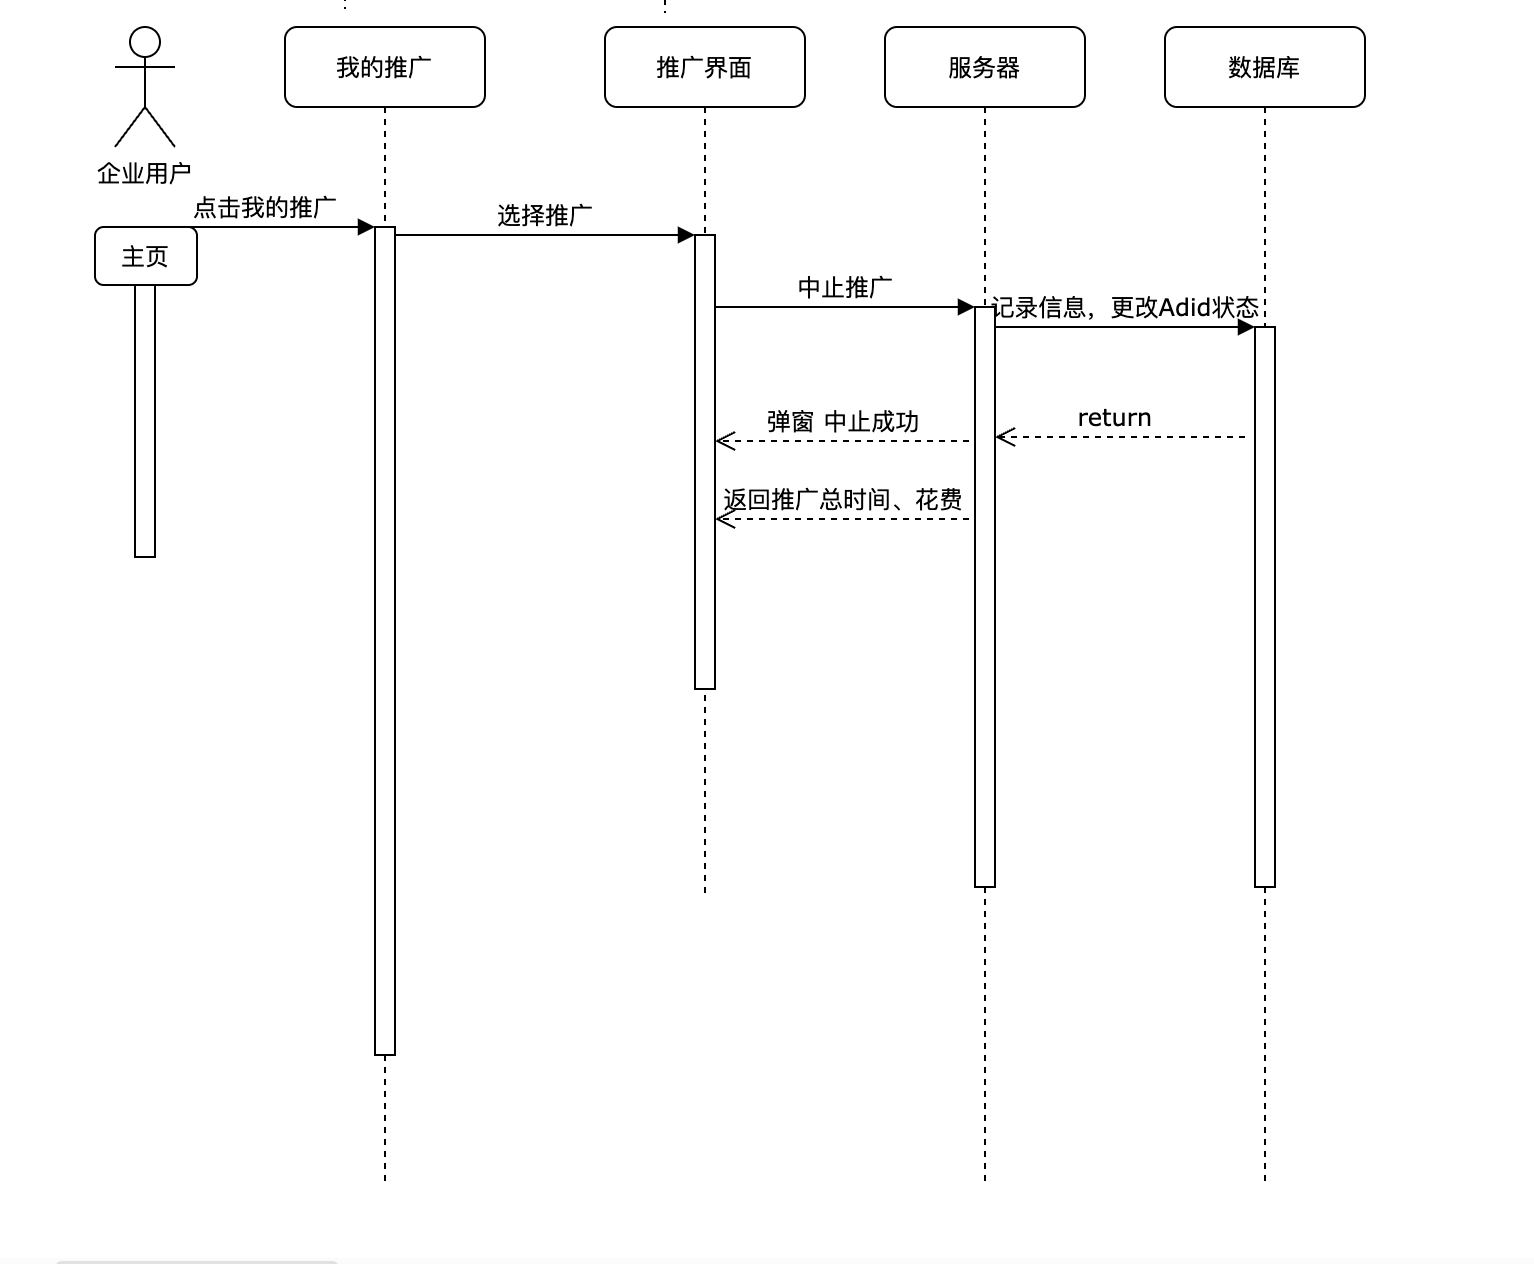 我的推广
推广界面
服务器
数据库
企业用户
点击我的推广
选择推广
主页
中止推广
记录信息，更改Adid状态
弹窗 中止成功
return
返回推广总时间、花费